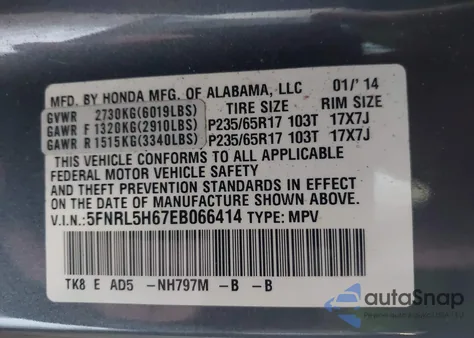 MFD. BY HONDA MFG. OF ALABAMA, LLC 01/'14
GVWR 2730KG(6019LBS) TIRE SIZE RIM SIZE
GAWR F 1320KG(2910LBS) P235/65R17 103T 17X7J
GAWR R 1515KG(3340LBS) P235/65R17 103T 17X7J
THIS VEHICLE CONFORMS TO ALL APPLICABLE
FEDERAL MOTOR VEHICLE SAFETY
AND THEFT PREVENTION STANDARDS IN EFFECT
ON THE DATE OF MANUFACTURE SHOWN ABOVE.
V.I.N.: 5FNRL5H67EB066414 TYPE: MPV
TK8 E AD5 -NH797M -B -B
autoSnap